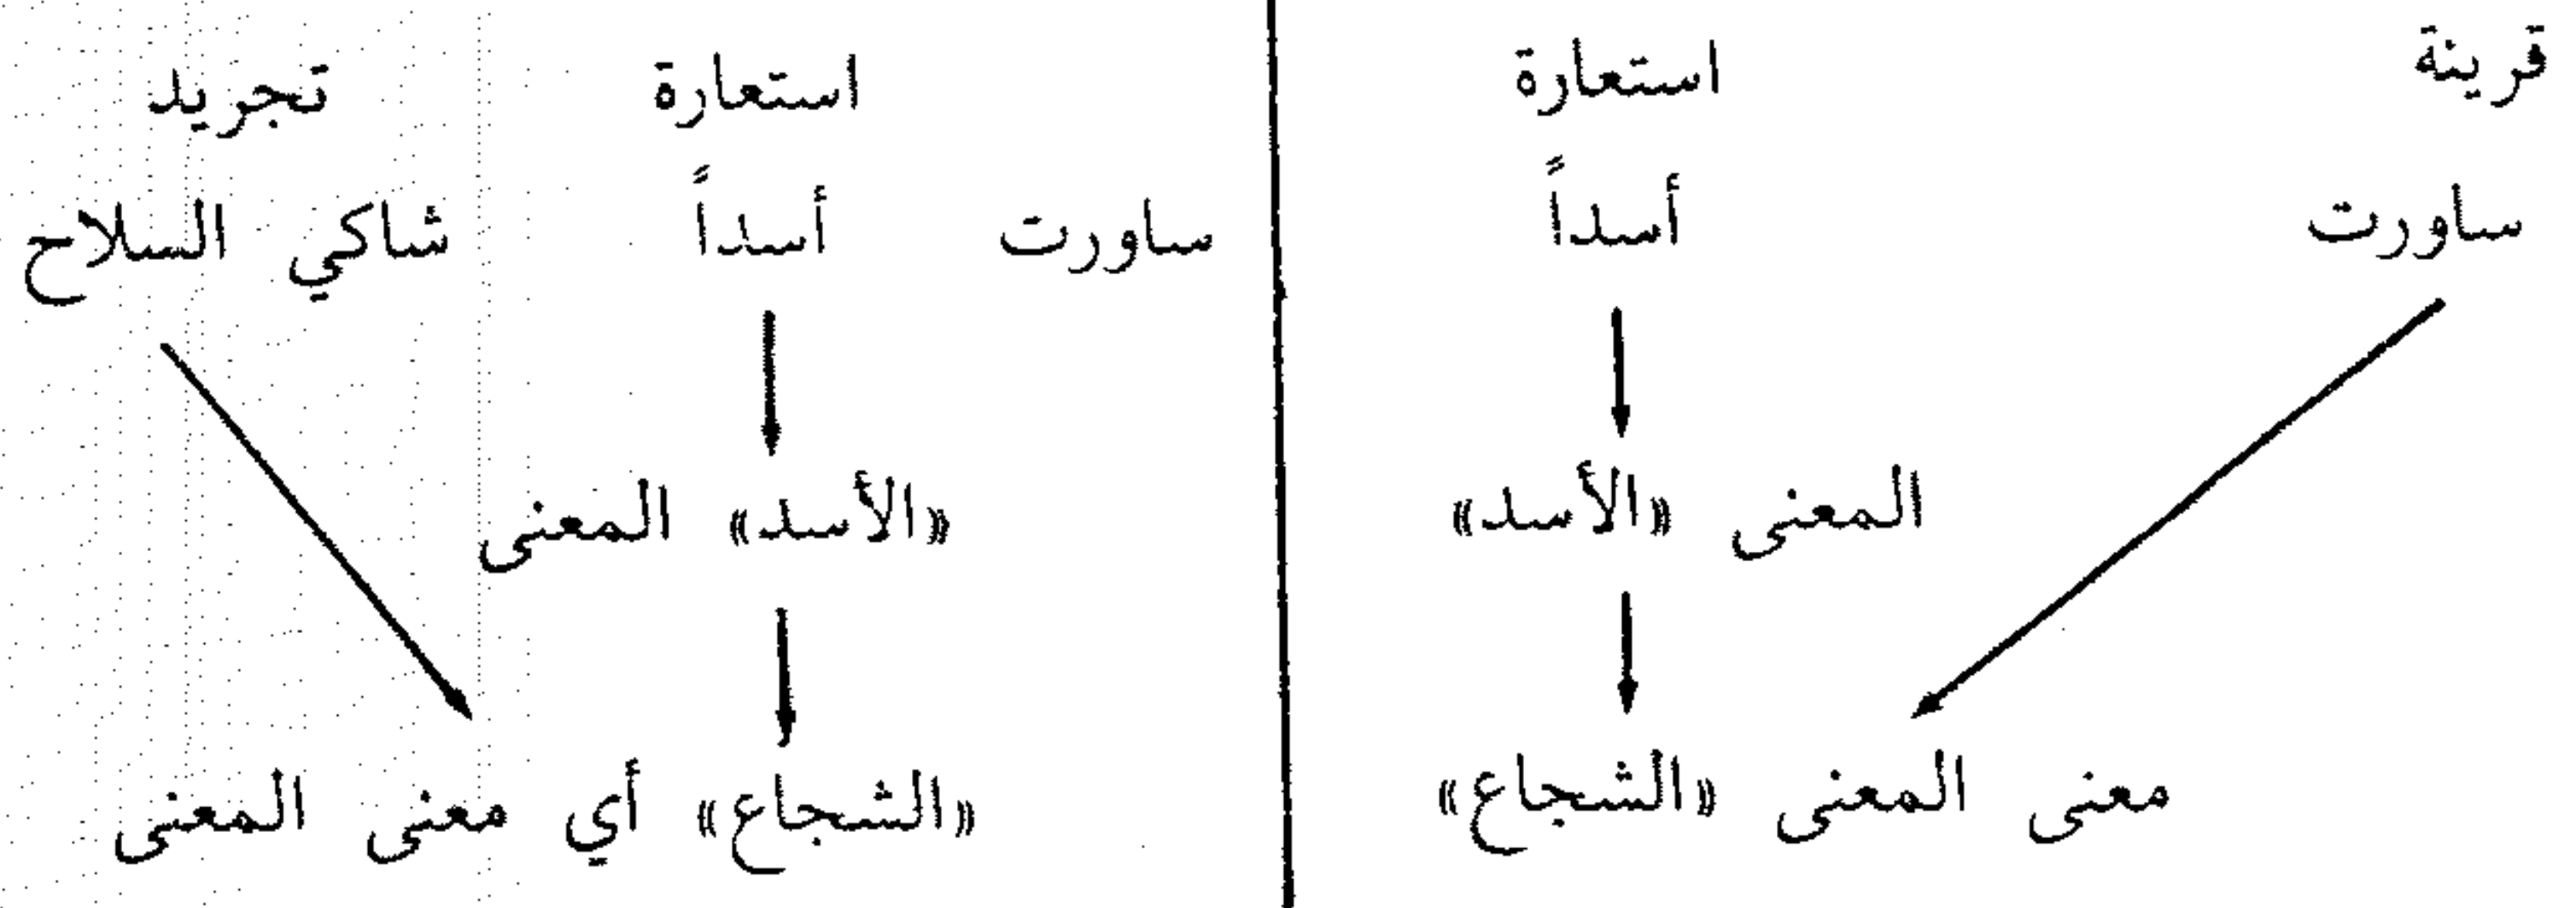 قرينة استعارة
ساورت أسداً
المعنى «الأسد»
معنى المعنى «الشجاع»
استعارة تجريد
ساورت أسداً شاكي السلاح
«الأسد» المعنى
«الشجاع» أي معنى المعنى